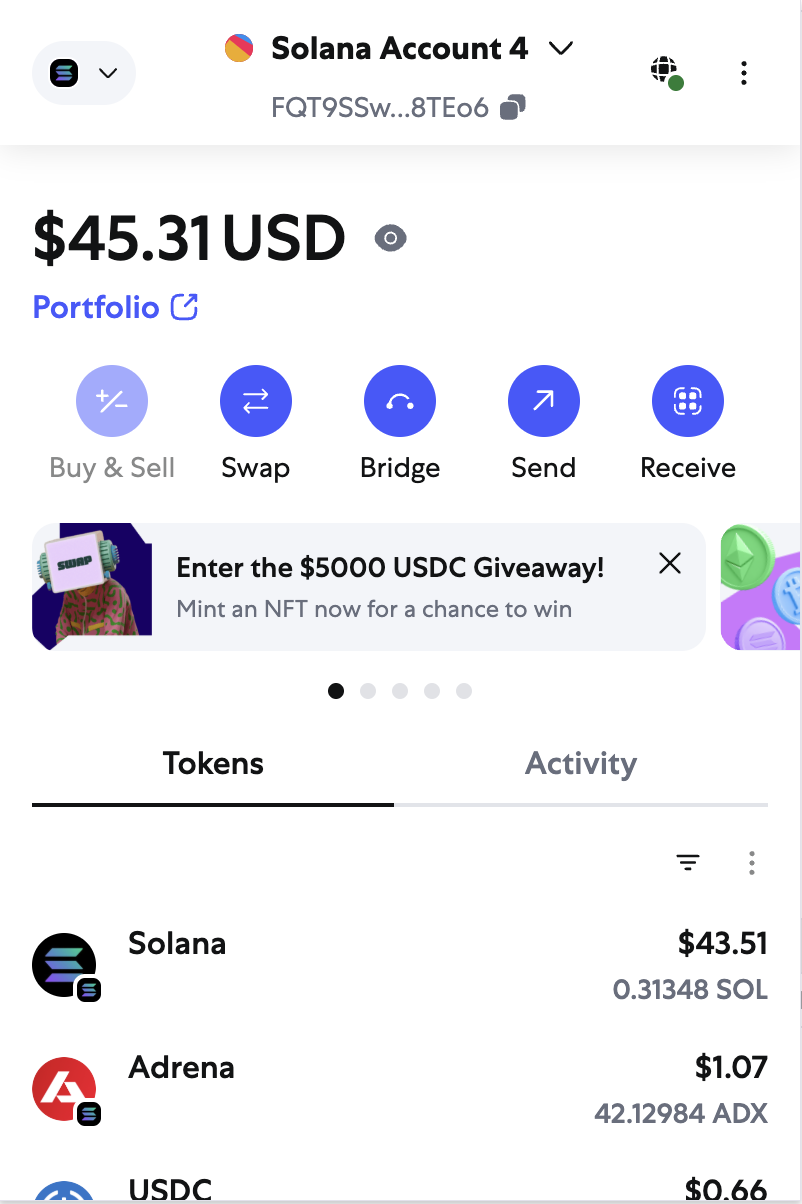 Solana Account 4
FQT9SSw...8TEo6
$45.31 USD
Portfolio
Buy & Sell
Swap
Bridge
Send
Receive
SWAP
Enter the $5000 USDC Giveaway!
Mint an NFT now for a chance to win
Tokens
Activity
Solana
$43.51
0.31348 SOL
Adrena
$1.07
42.12984 ADX
USDC
$0.66